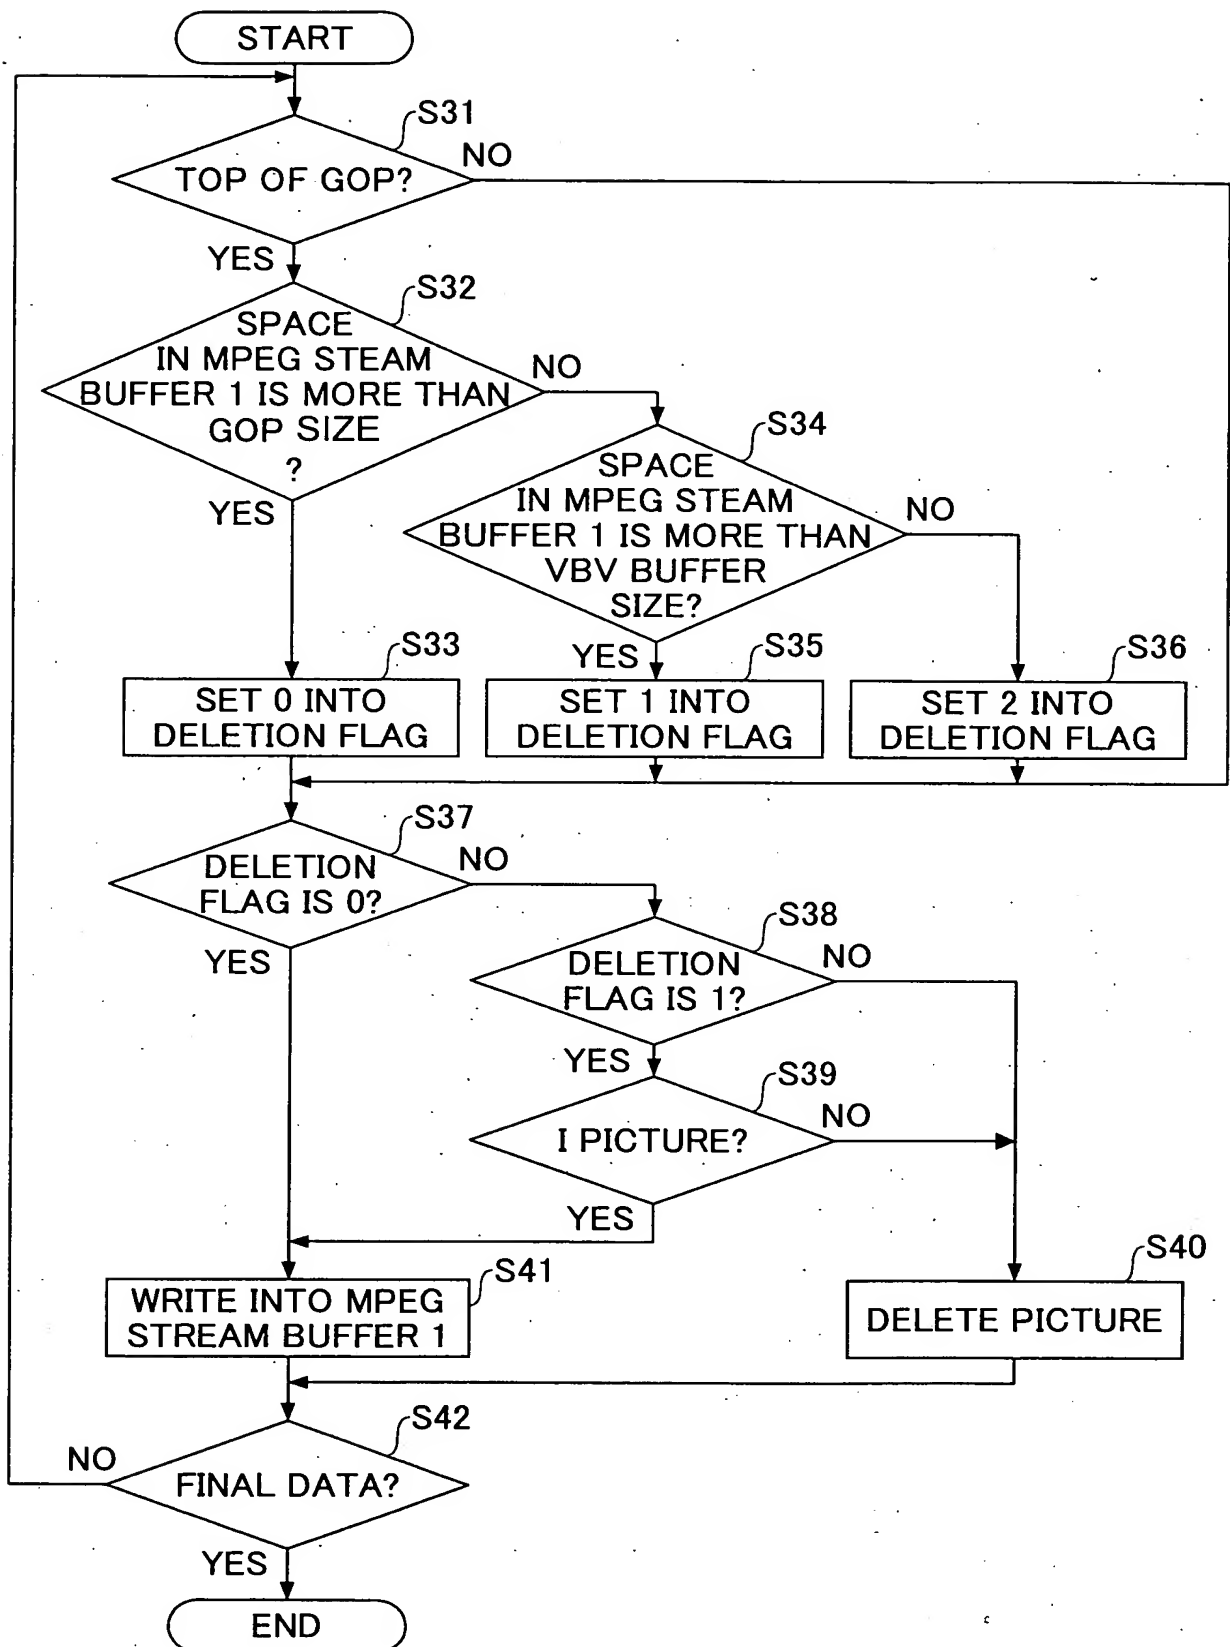 START
S31
TOP OF GOP?
NO
YES
S32
SPACE
IN MPEG STEAM
BUFFER 1 IS MORE THAN
GOP SIZE
?
NO
YES
S34
SPACE
IN MPEG STEAM
BUFFER 1 IS MORE THAN
VBV BUFFER
SIZE?
NO
YES
S33
SET 0 INTO
DELETION FLAG
S35
SET 1 INTO
DELETION FLAG
S36
SET 2 INTO
DELETION FLAG
S37
DELETION
FLAG IS 0?
NO
YES
S38
DELETION
FLAG IS 1?
NO
YES
S39
I PICTURE?
NO
YES
S41
WRITE INTO MPEG
STREAM BUFFER 1
S40
DELETE PICTURE
S42
FINAL DATA?
NO
YES
END